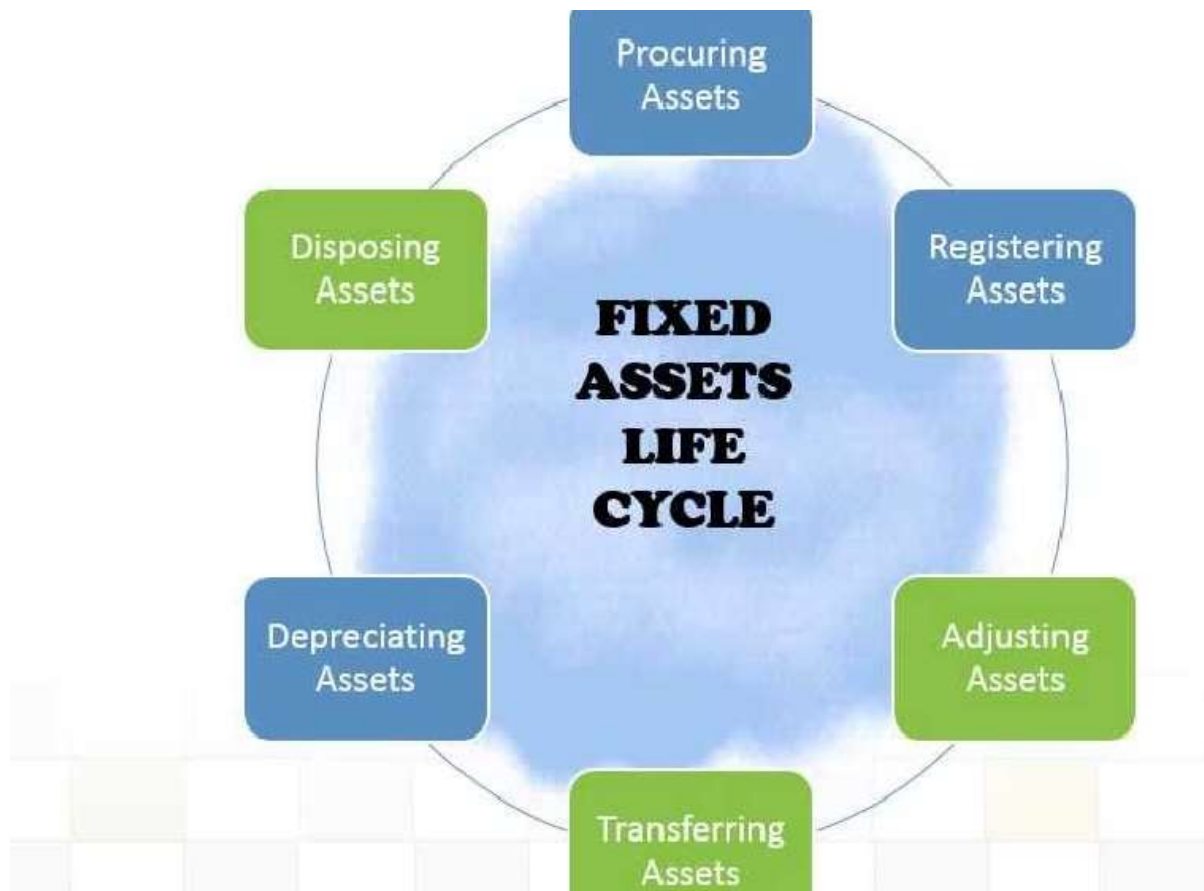 Procuring
Assets
Registering
Assets
Adjusting
Assets
Transferring
Assets
Depreciating
Assets
Disposing
Assets
FIXED
ASSETS
LIFE
CYCLE